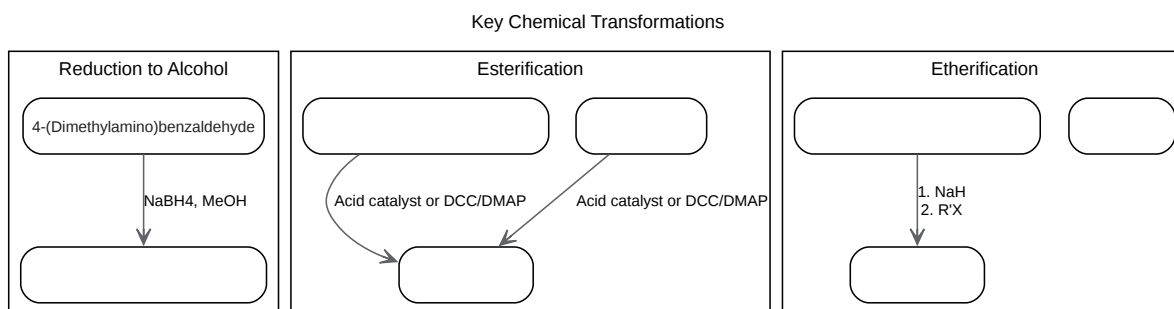 Key Chemical Transformations
Reduction to Alcohol
4-(Dimethylamino)benzaldehyde
NaBH4, MeOH
Esterification
Acid catalyst or DCC/DMAP
Acid catalyst or DCC/DMAP
Etherification
1. NaH
2. R'X